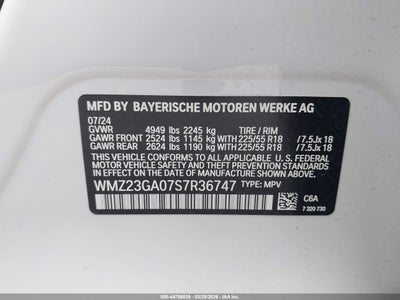 MFD BY BAYERISCHE MOTOREN WERKE AG
07/24
GVWR 4949 lbs 2245 kg TIRE / RIM
GAWR FRONT 2524 lbs 1145 kg WITH 225/55 R18 /7.5Jx18
GAWR REAR 2624 lbs 1190 kg WITH 225/55 R18 /7.5Jx18
THIS VEHICLE CONFORMS TO ALL APPLICABLE FEDERAL MOTOR VEHICLE SAFETY, BUMPER, AND THEFT PREVENTION STANDARDS IN EFFECT ON THE DATE OF MANUFACTURE SHOWN ABOVE.
WMZ23GA07S7R36747 TYPE: MPV
C6A
7 320 730